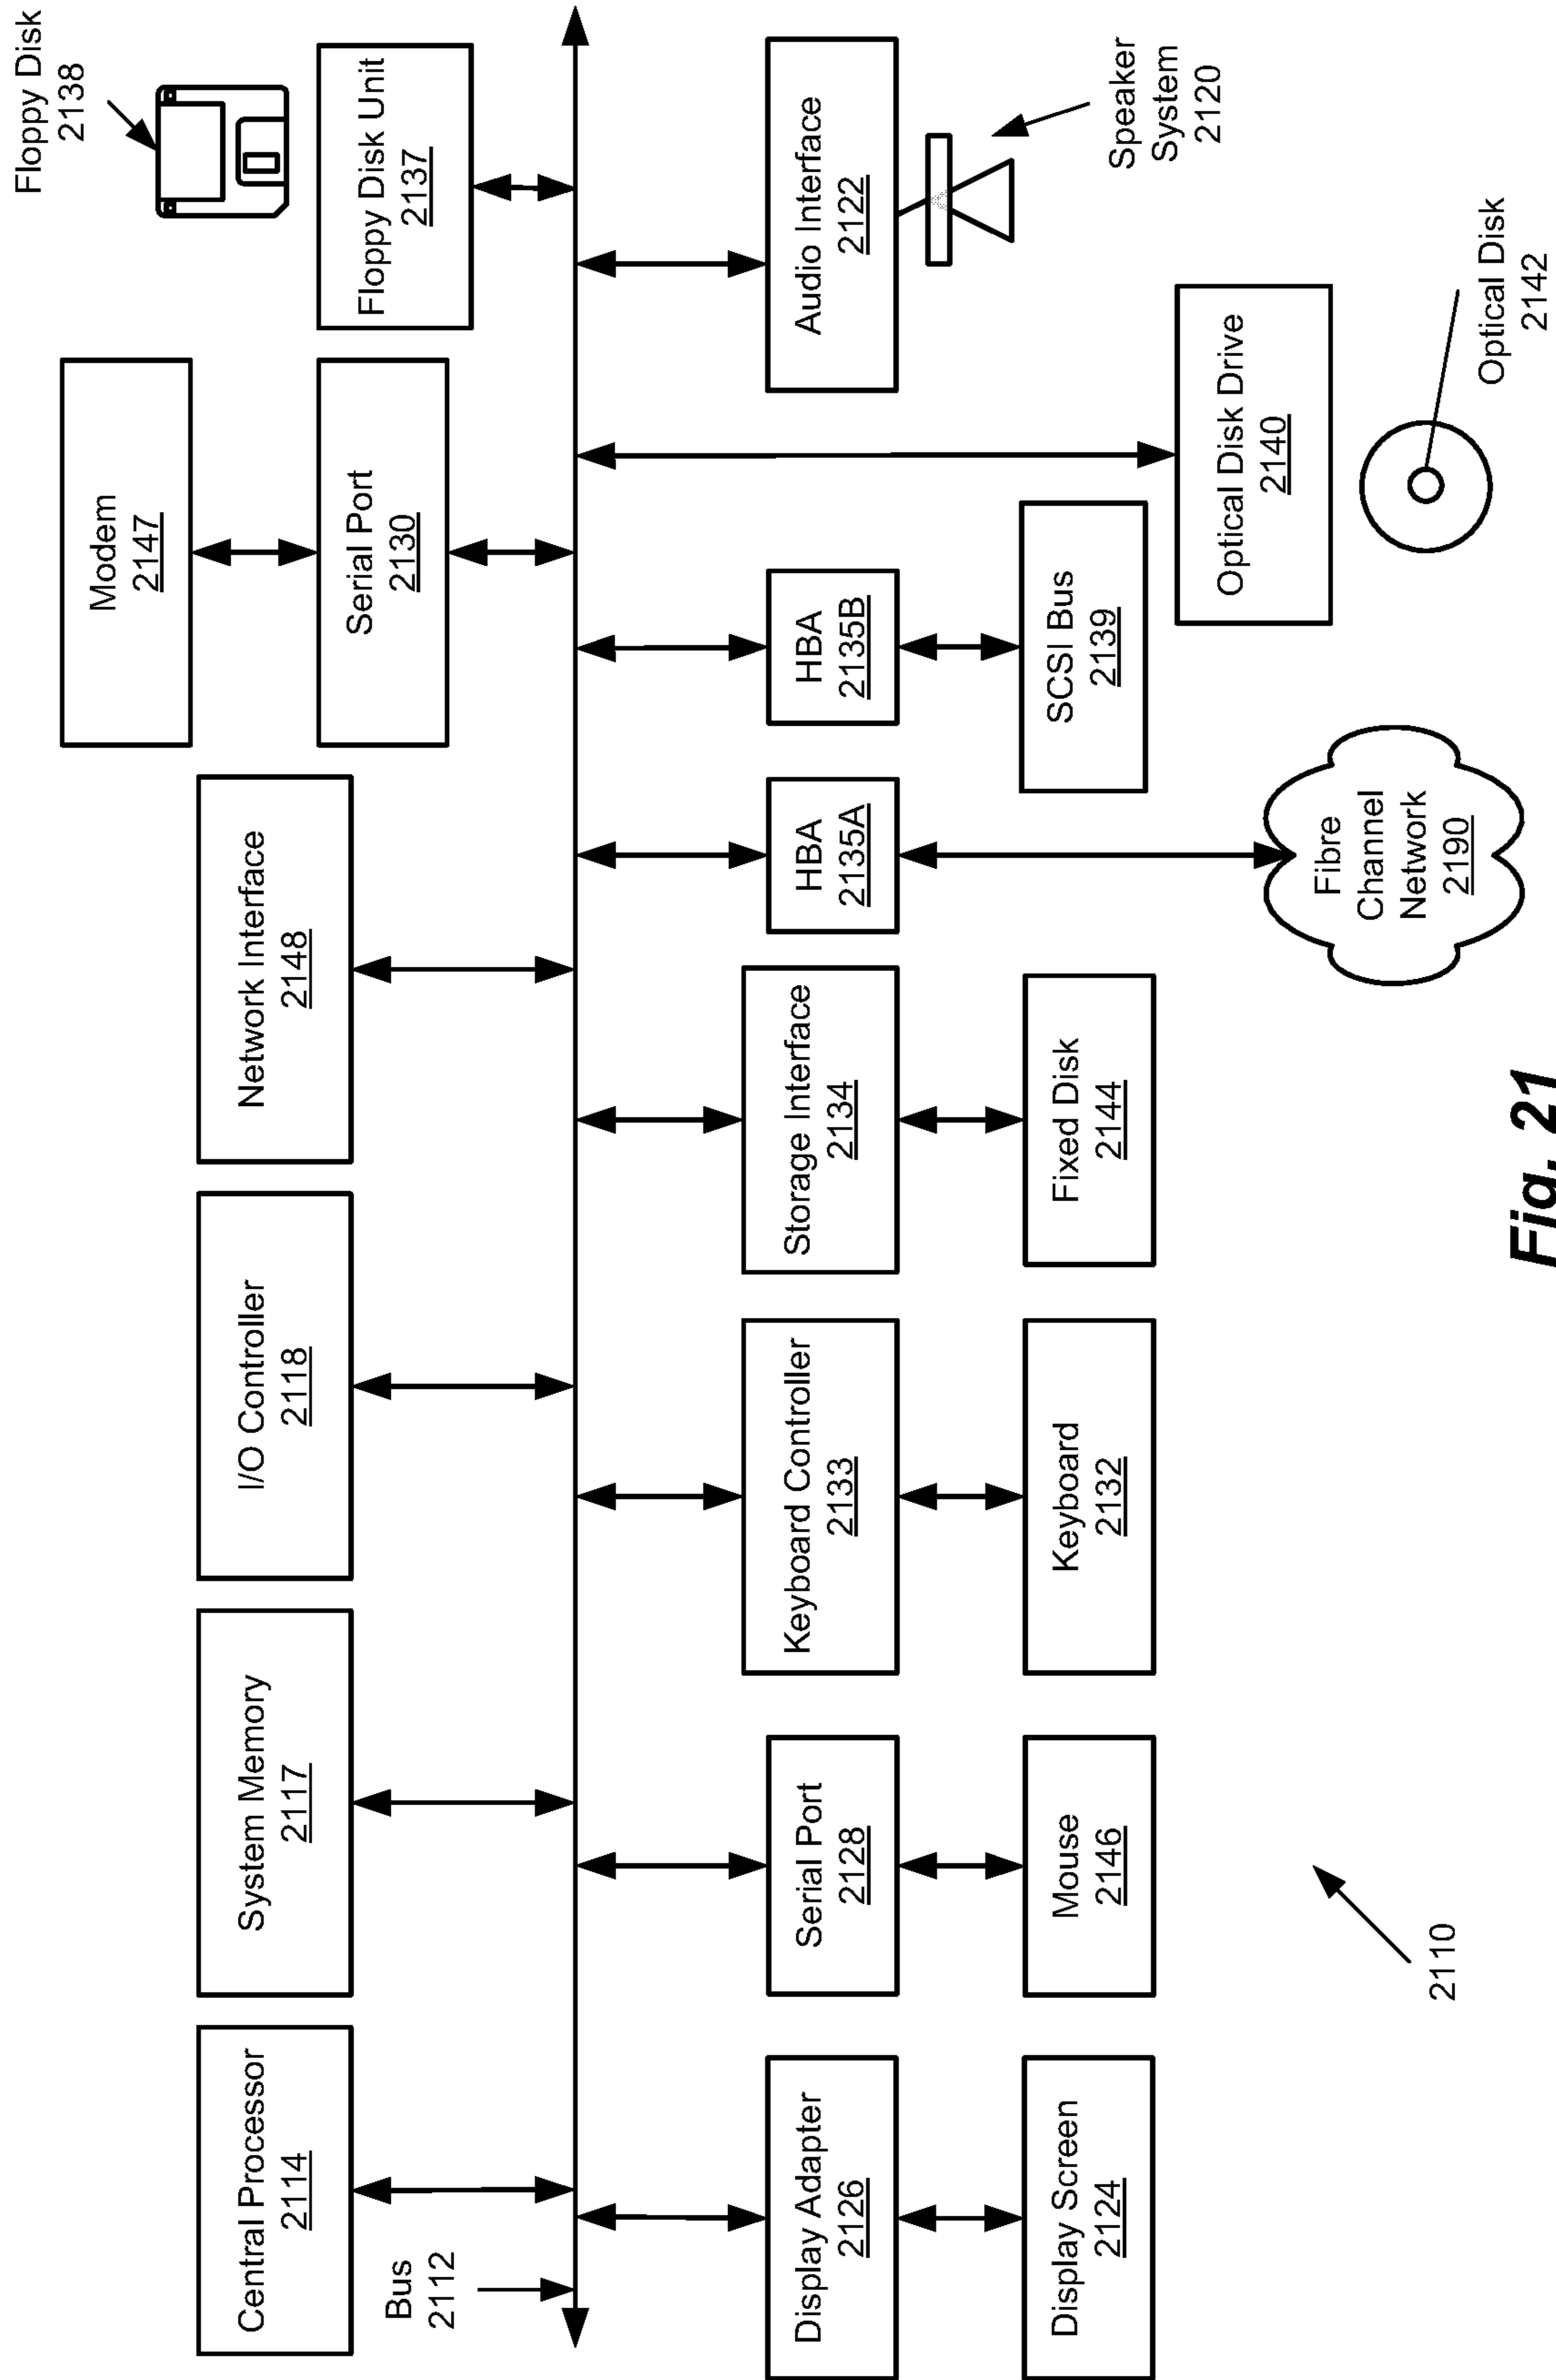 Floppy Disk
2138
Modem
2147
Central Processor
2114
System Memory
2117
I/O Controller
2118
Network Interface
2148
Serial Port
2130
Floppy Disk Unit
2137
Bus
2112
Display Adapter
2126
Serial Port
2128
Keyboard Controller
2133
Storage Interface
2134
HBA
2135A
HBA
2135B
Audio Interface
2122
Display Screen
2124
Mouse
2146
Keyboard
2132
Fixed Disk
2144
SCSI Bus
2139
Speaker
System
2120
Optical Disk Drive
2140
Fibre
Channel
Network
2190
2110
Optical Disk
2142
Fig. 21